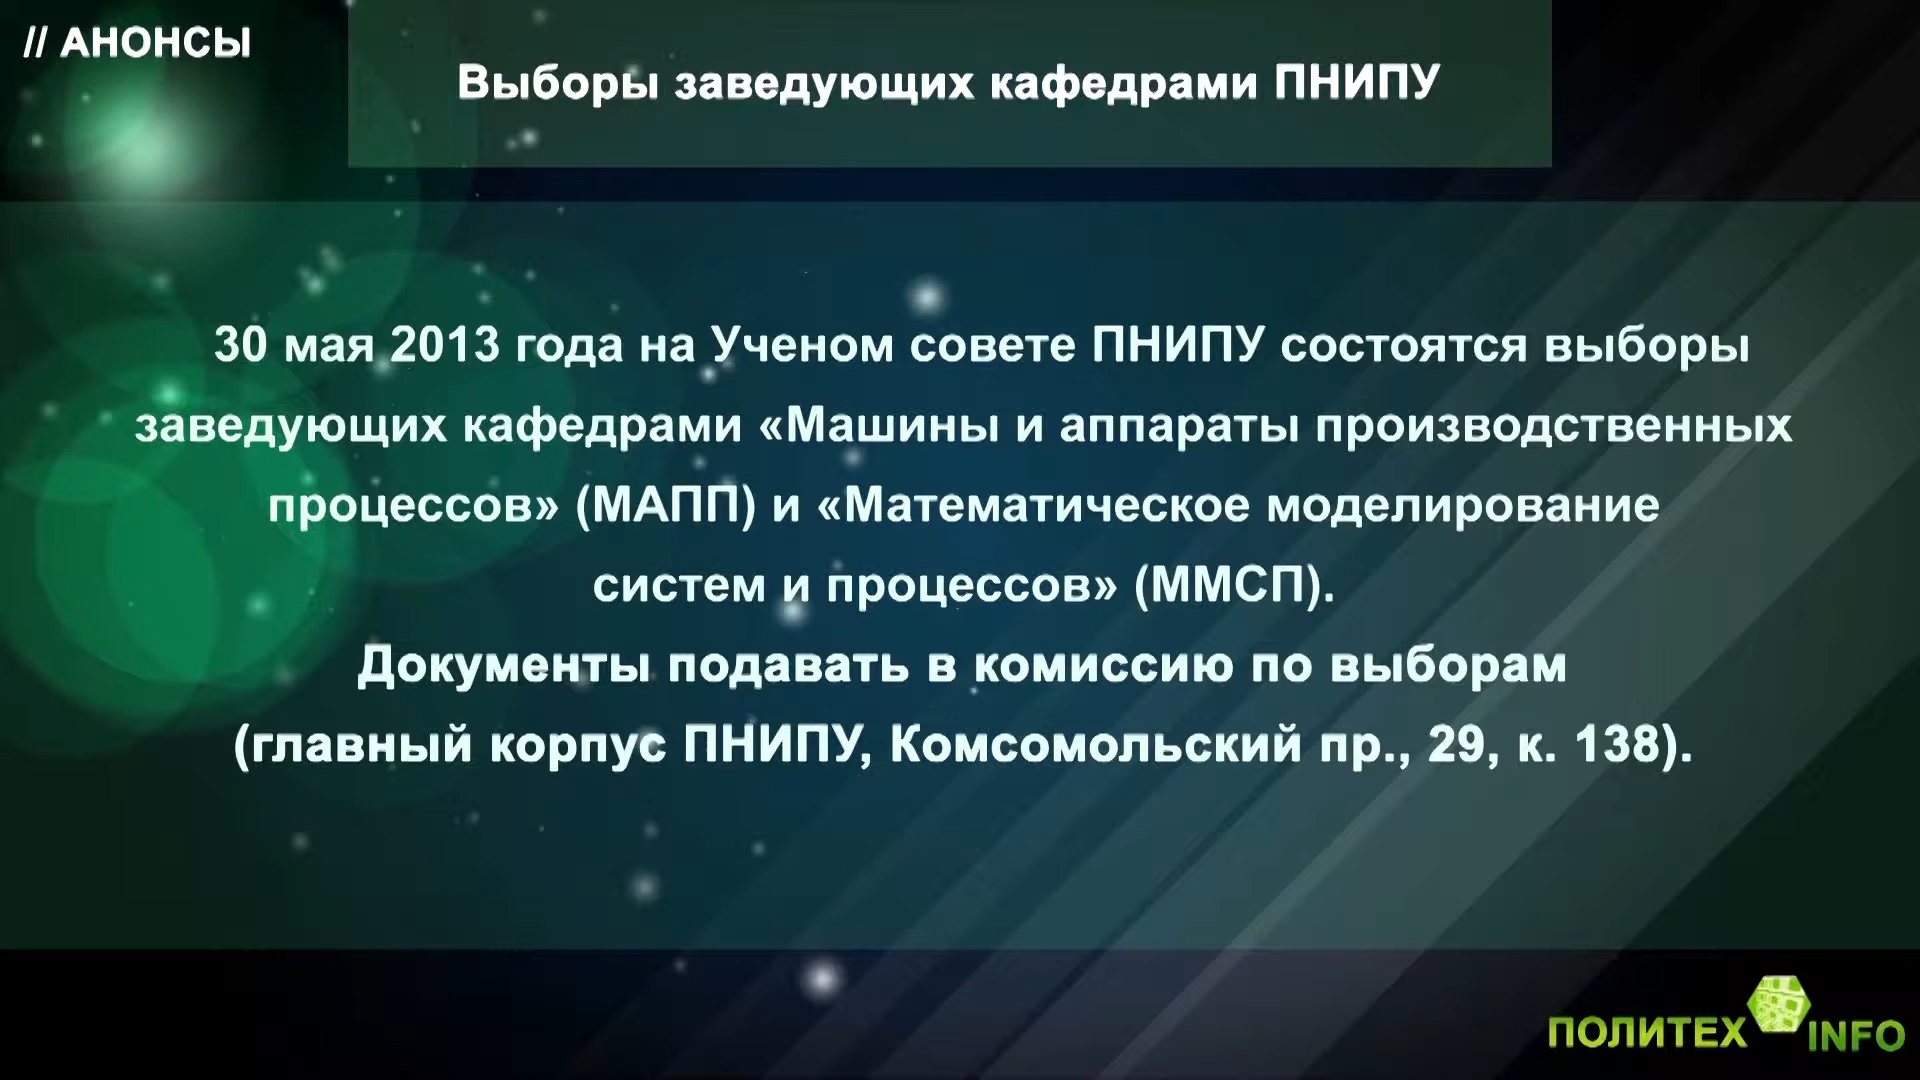 // АНОНСЫ
Выборы заведующих кафедрами ПНИПУ
30 мая 2013 года на Ученом совете ПНИПУ состоятся выборы
заведующих кафедрами «Машины и аппараты производственных
процессов» (МАПП) и «Математическое моделирование
систем и процессов» (ММСП).
Документы подавать в комиссию по выборам
(главный корпус ПНИПУ, Комсомольский пр., 29, к. 138).
ПОЛИТЕХ INFO